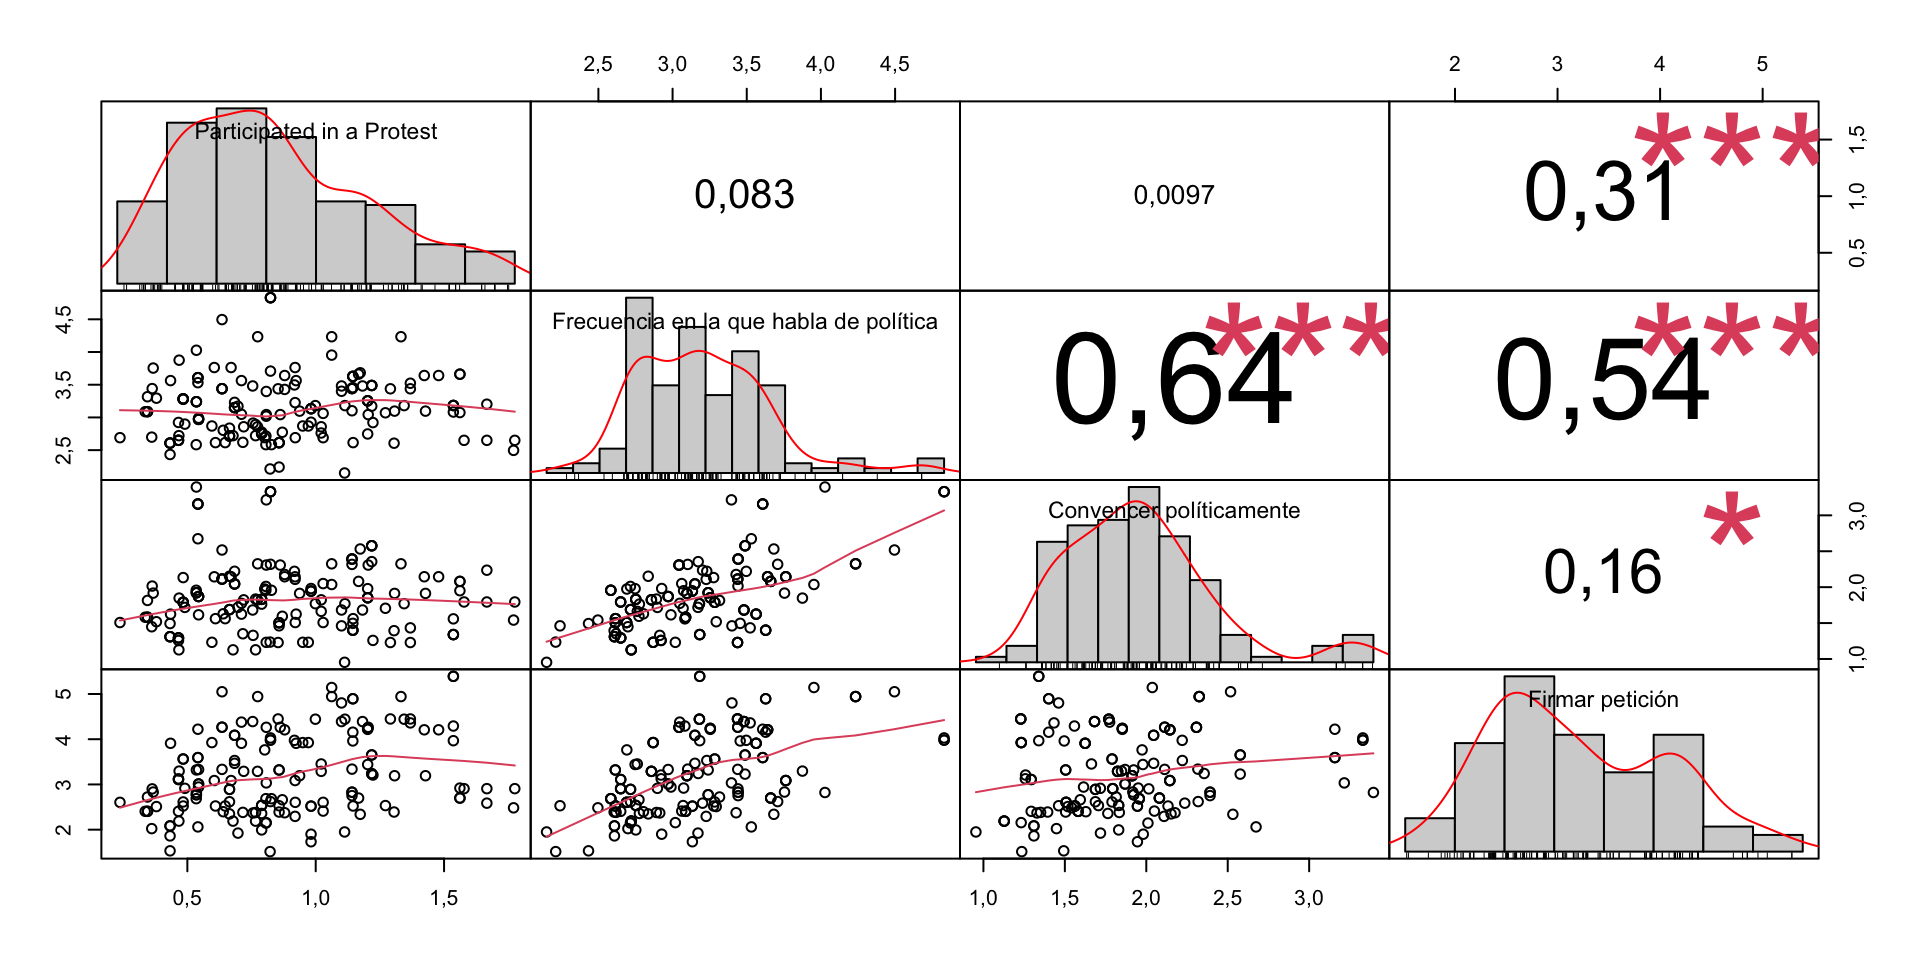 2,5 3,0 3,5 4,0 4,5
2 3 4 5
Participated in a Protest
0,083
0,0097
0,31
***
0,5 1,0 1,5
2,5 3,5 4,5
Frecuencia en la que habla de política
0,64
***
0,54
***
Convencer políticamente
0,16
*
1,0 2,0 3,0
2 3 4 5
Firmar petición
0,5 1,0 1,5
1,0 1,5 2,0 2,5 3,0